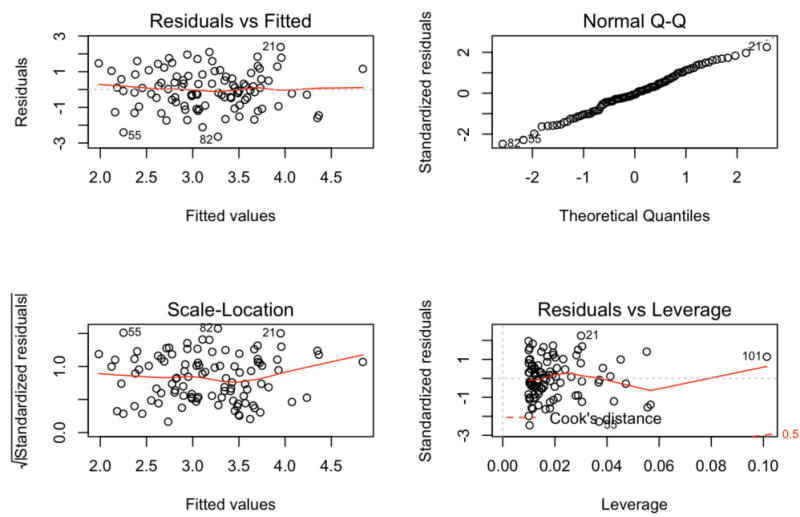 Residuals vs Fitted
Residuals
3
1
-1
-3
21
55
82
2.0 2.5 3.0 3.5 4.0 4.5
Fitted values
Normal Q-Q
Standardized residuals
2
0
-2
21
82
55
-2 -1 0 1 2
Theoretical Quantiles
Scale-Location
√|Standardized residuals|
1.0
0.0
55
82
21
2.0 2.5 3.0 3.5 4.0 4.5
Fitted values
Residuals vs Leverage
Standardized residuals
1
-1
-3
21
101
Cook's distance
55
0.5
0.00 0.02 0.04 0.06 0.08 0.10
Leverage